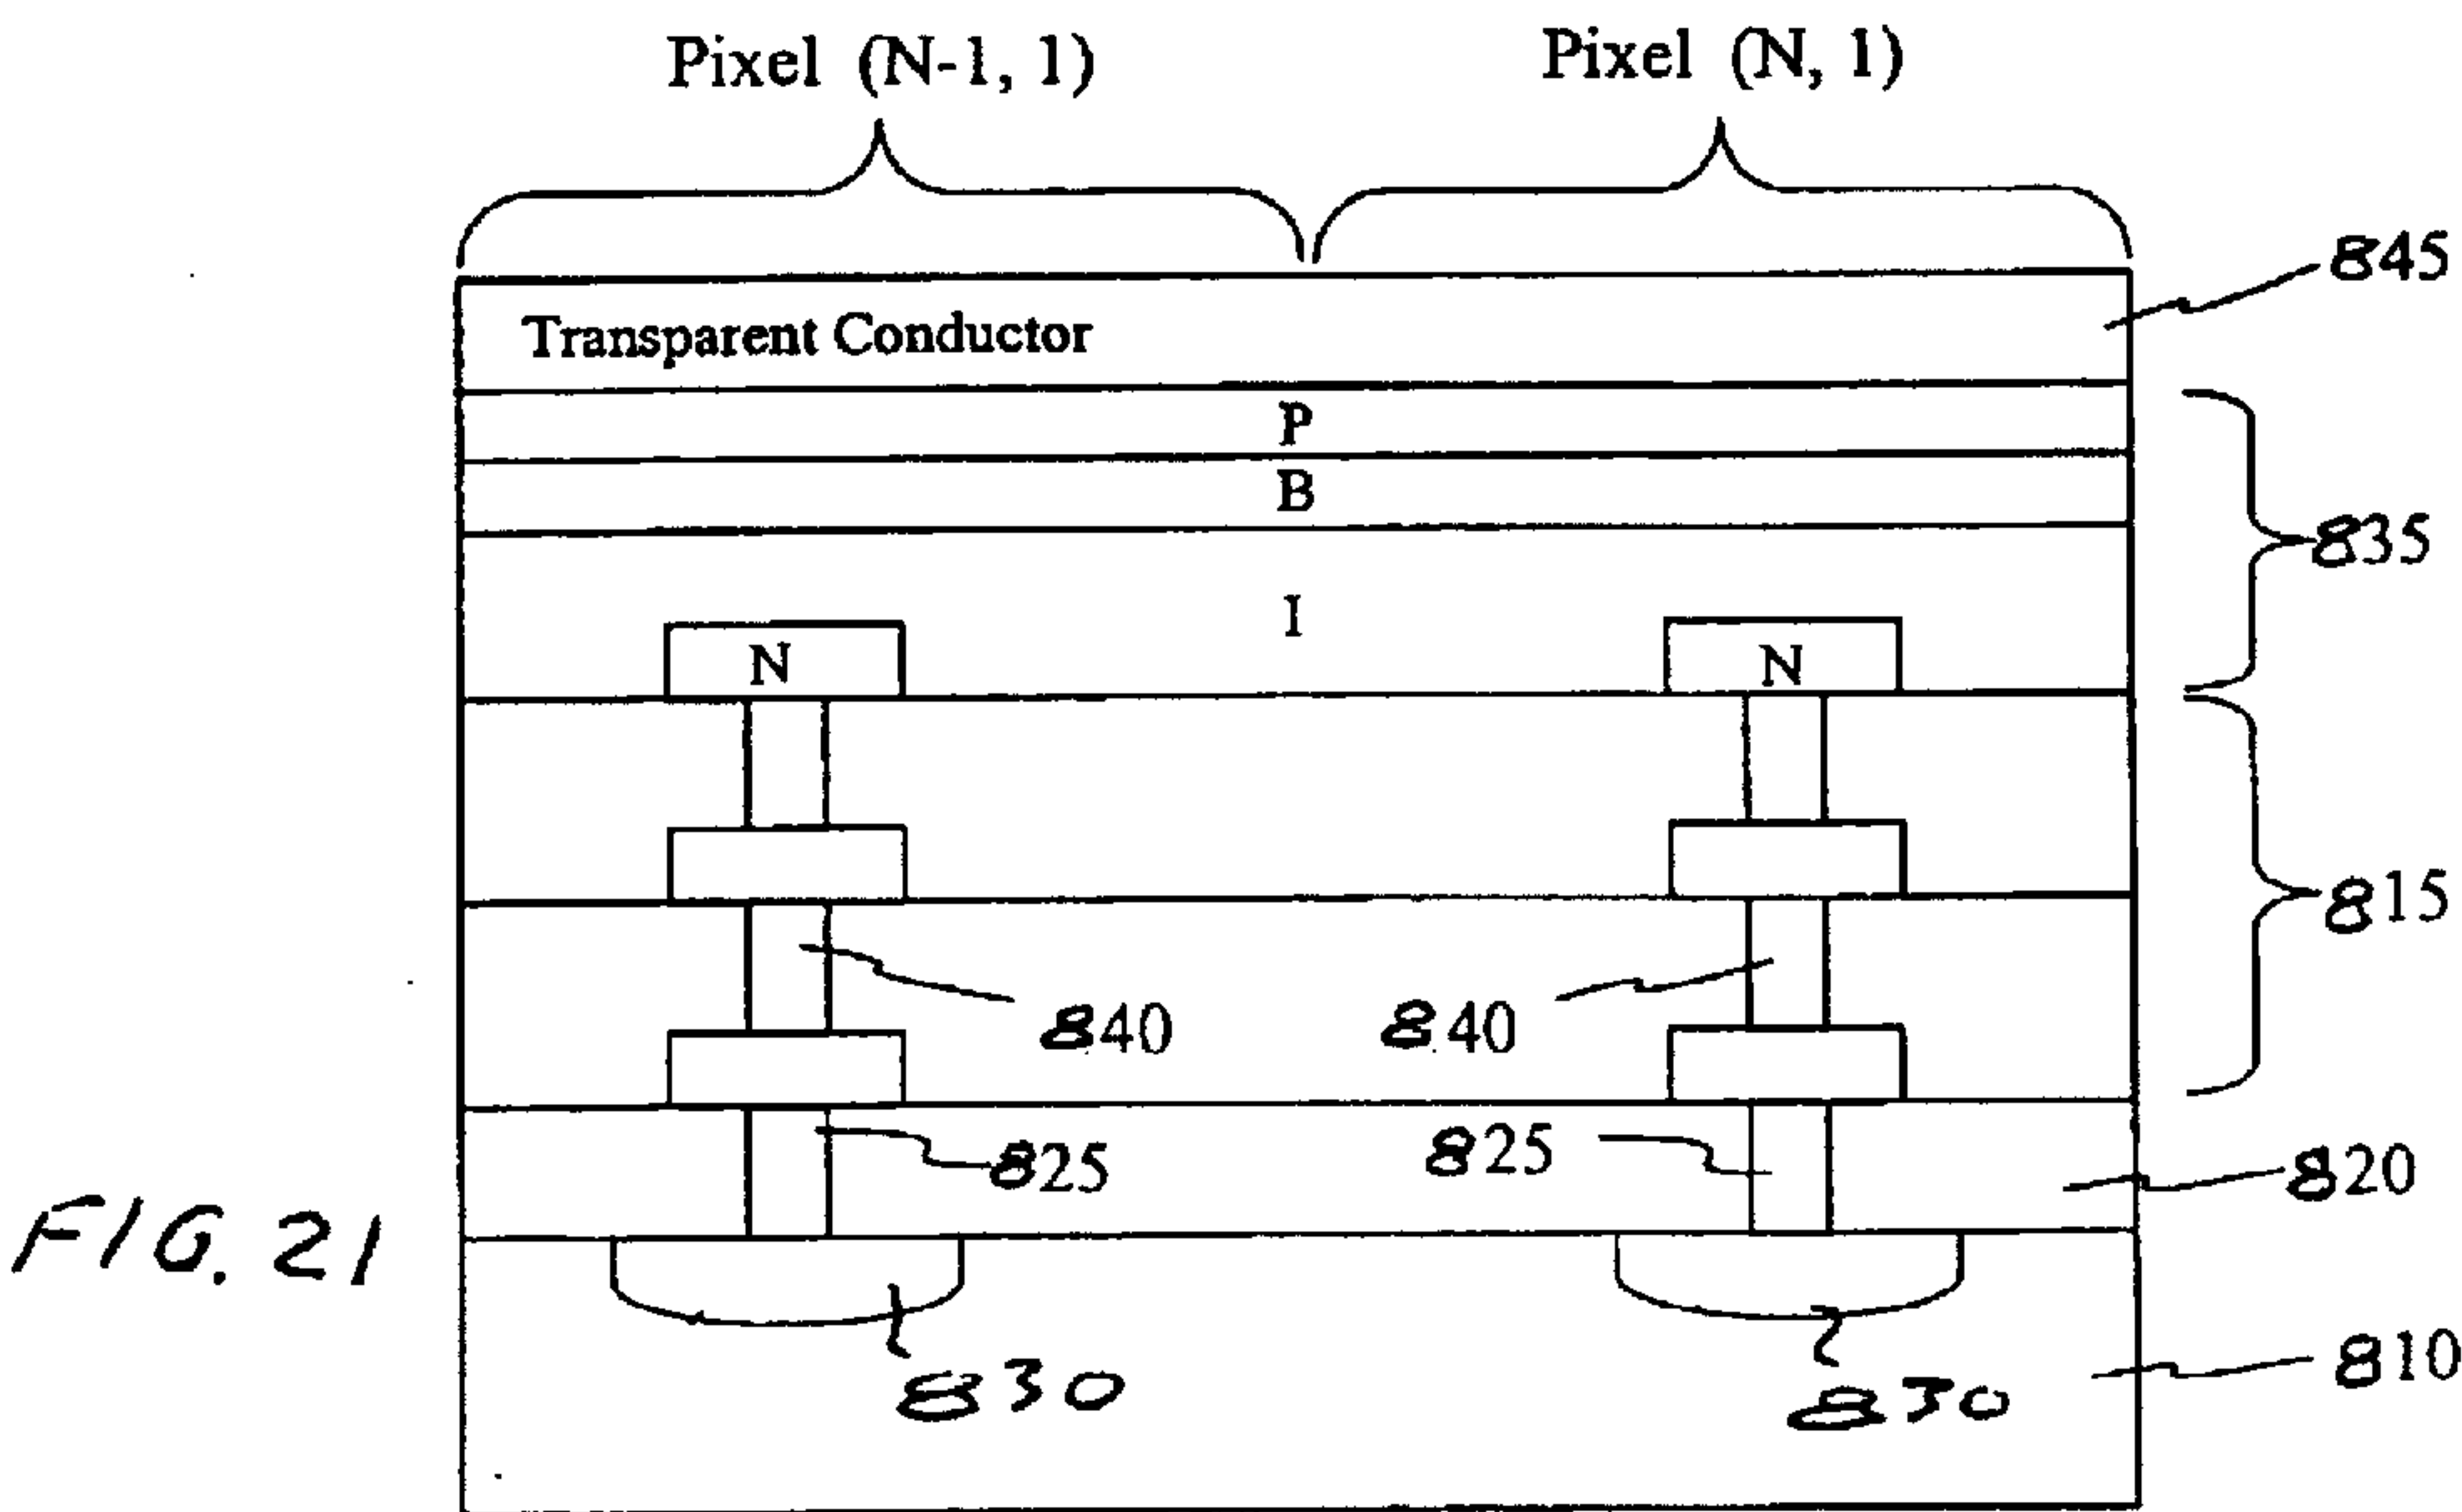 Pixel (N-1, 1) Pixel (N, 1)
845
Transparent Conductor
P
B
835
I
N N
815
840 840
825 825 820
FIG. 21
830 830 810